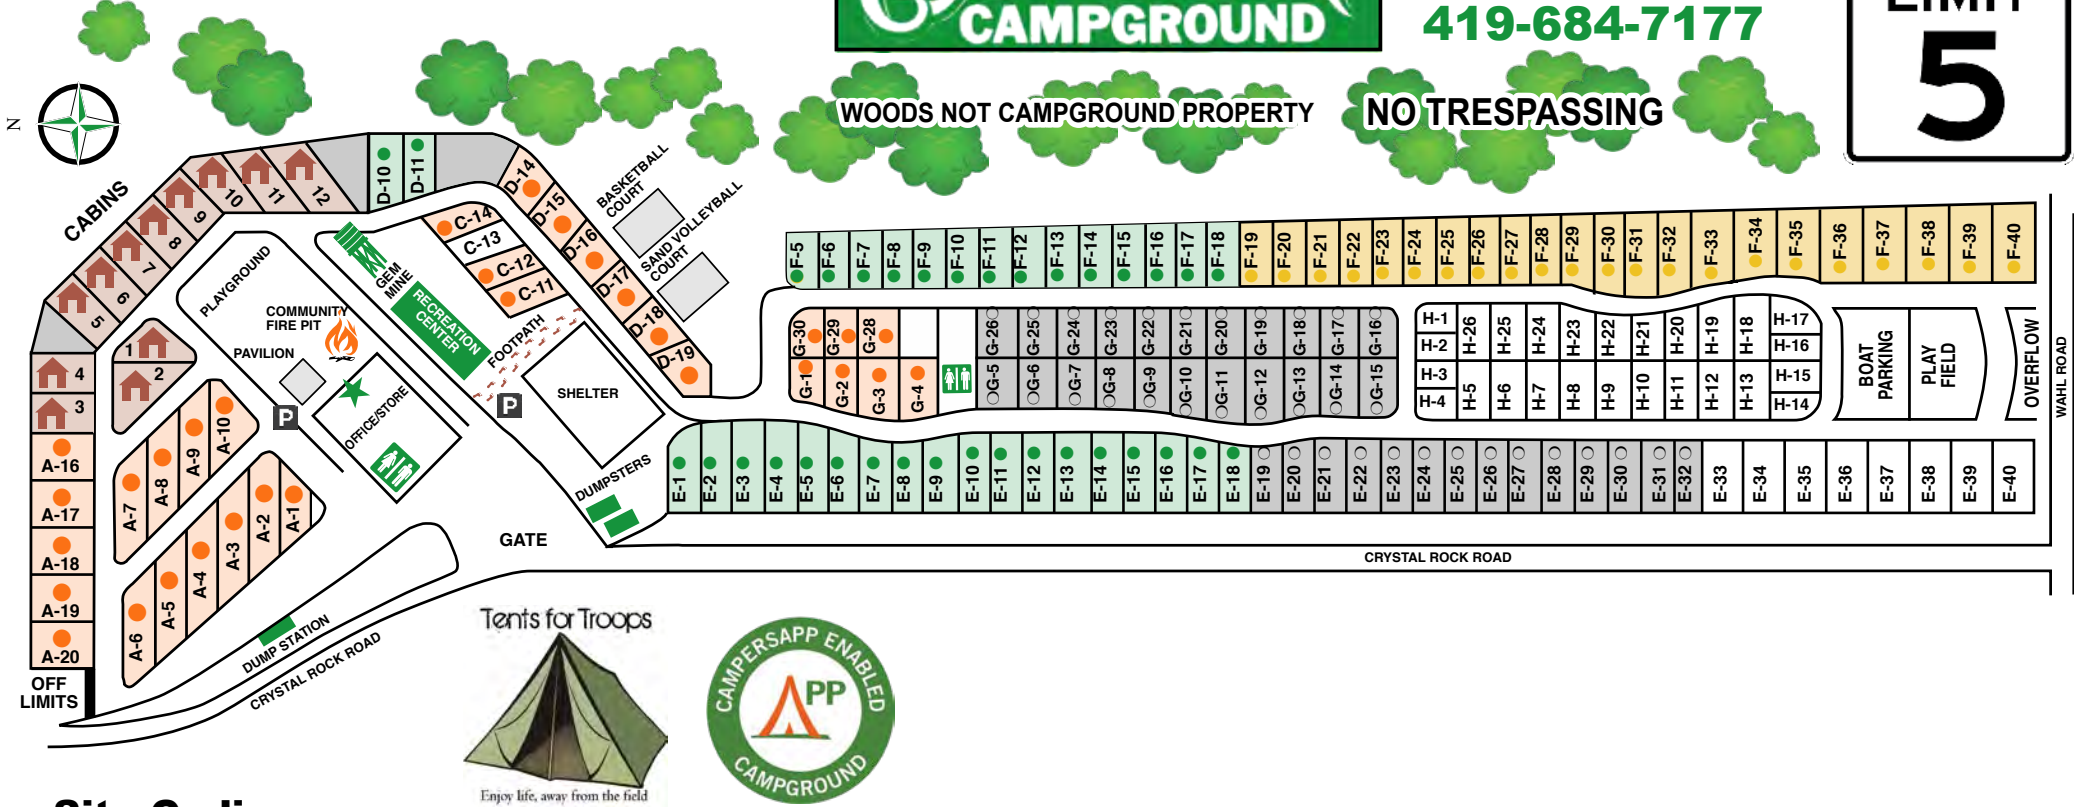 CAMPGROUND
419-684-7177
LIMIT
5
N
WOODS NOT CAMPGROUND PROPERTY
NO TRESPASSING
CABINS
1
2
3
4
5
6
7
8
9
10
11
12
D-10
D-11
D-14
D-15
D-16
D-17
D-18
D-19
BASKETBALL
COURT
SAND VOLLEYBALL
COURT
C-14
C-13
C-12
C-11
GEM
MINE
RECREATION
CENTER
FOOTPATH
PLAYGROUND
COMMUNITY
FIRE PIT
PAVILION
P
OFFICE/STORE
P
SHELTER
DUMPSTERS
GATE
A-10
A-9
A-8
A-7
A-1
A-2
A-3
A-4
A-5
A-6
A-16
A-17
A-18
A-19
A-20
OFF
LIMITS
DUMP STATION
CRYSTAL ROCK ROAD
F-5
F-6
F-7
F-8
F-9
F-10
F-11
F-12
F-13
F-14
F-15
F-16
F-17
F-18
F-19
F-20
F-21
F-22
F-23
F-24
F-25
F-26
F-27
F-28
F-29
F-30
F-31
F-32
F-33
F-34
F-35
F-36
F-37
F-38
F-39
F-40
G-30
G-29
G-28
G-26
G-25
G-24
G-23
G-22
G-21
G-20
G-19
G-18
G-17
G-16
G-1
G-2
G-3
G-4
G-5
G-6
G-7
G-8
G-9
G-10
G-11
G-12
G-13
G-14
G-15
H-1
H-2
H-3
H-4
H-26
H-25
H-24
H-23
H-22
H-21
H-20
H-19
H-18
H-17
H-16
H-15
H-14
H-5
H-6
H-7
H-8
H-9
H-10
H-11
H-12
H-13
BOAT
PARKING
PLAY
FIELD
OVERFLOW
WAHL ROAD
E-1
E-2
E-3
E-4
E-5
E-6
E-7
E-8
E-9
E-10
E-11
E-12
E-13
E-14
E-15
E-16
E-17
E-18
E-19
E-20
E-21
E-22
E-23
E-24
E-25
E-26
E-27
E-28
E-29
E-30
E-31
E-32
E-33
E-34
E-35
E-36
E-37
E-38
E-39
E-40
CRYSTAL ROCK ROAD
Tents for Troops
Enjoy life, away from the field
CAMPERSAPP ENABLED
PP
CAMPGROUND